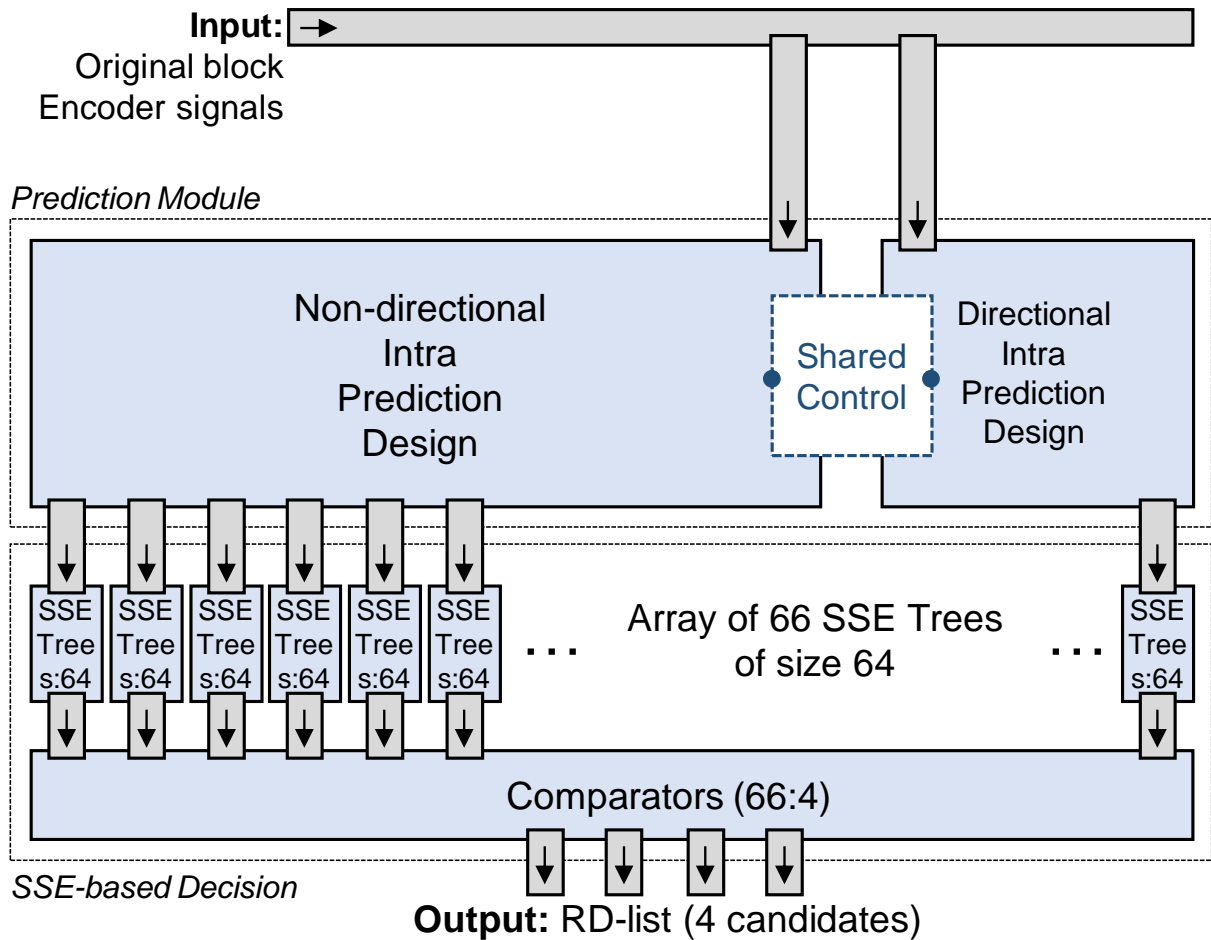 Input:
Original block
Encoder signals
Prediction Module
Non-directional
Intra
Prediction
Design
Shared
Control
Directional
Intra
Prediction
Design
SSE
Tree
s:64
SSE
Tree
s:64
SSE
Tree
s:64
SSE
Tree
s:64
SSE
Tree
s:64
SSE
Tree
s:64
...
Array of 66 SSE Trees
of size 64
...
SSE
Tree
s:64
Comparators (66:4)
SSE-based Decision
Output: RD-list (4 candidates)